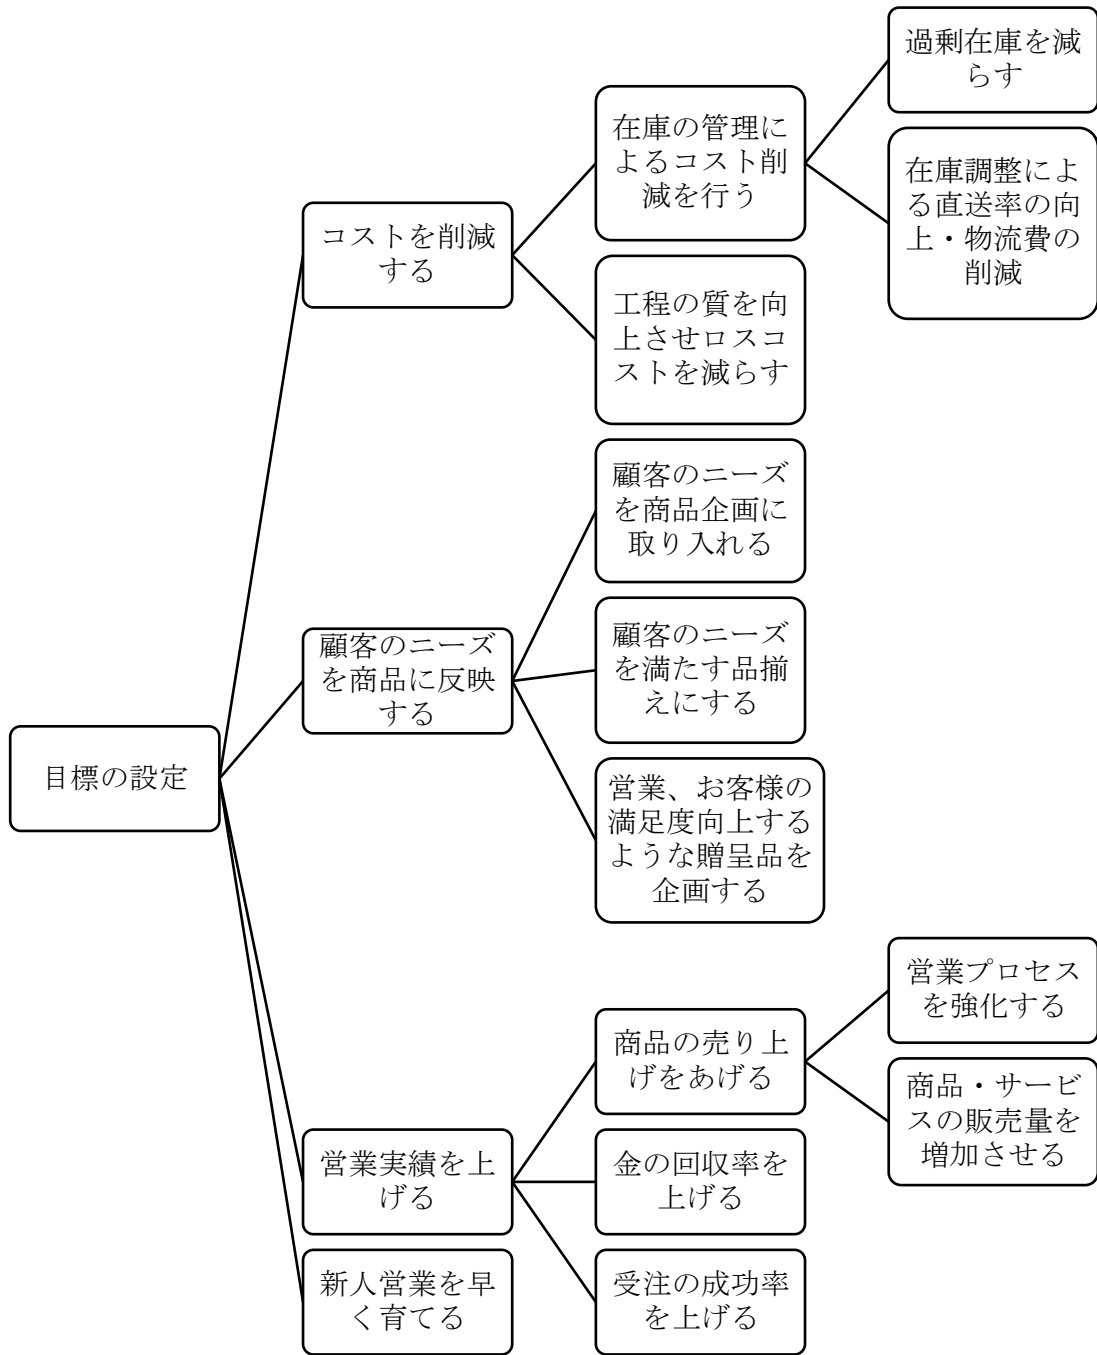 目標の設定
コストを削減
する
在庫の管理に
よるコスト削
減を行う
過剰在庫を減
らす
在庫調整によ
る直送率の向
上・物流費の
削減
工程の質を向
上させロスコ
ストを減らす
顧客のニーズ
を商品に反映
する
顧客のニーズ
を商品企画に
取り入れる
顧客のニーズ
を満たす品揃
えにする
営業、お客様の
満足度向上する
ような贈呈品を
企画する
営業実績を上
げる
商品の売り上
げをあげる
営業プロセス
を強化する
商品・サービ
スの販売量を
増加させる
金の回収率を
上げる
受注の成功率
を上げる
新人営業を早
く育てる